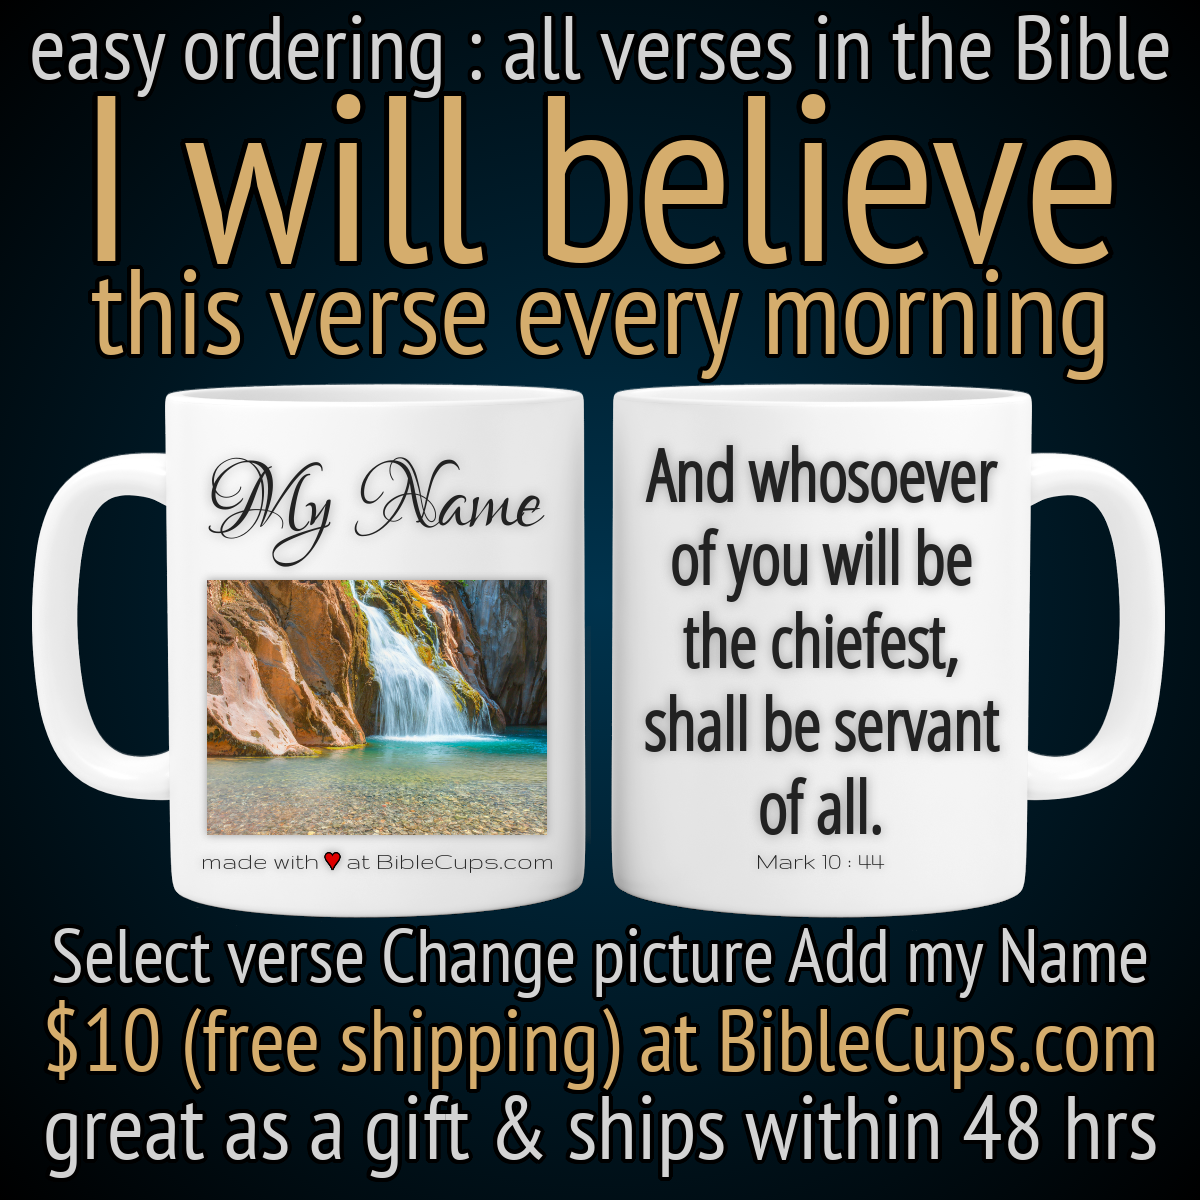 easy ordering : all verses in the Bible
I will believe
this verse every morning
My Name
made with ❤ at BibleCups.com
And whosoever
of you will be
the chiefest,
shall be servant
of all.
Mark 10 : 44
Select verse Change picture Add my Name
$10 (free shipping) at BibleCups.com
great as a gift & ships within 48 hrs